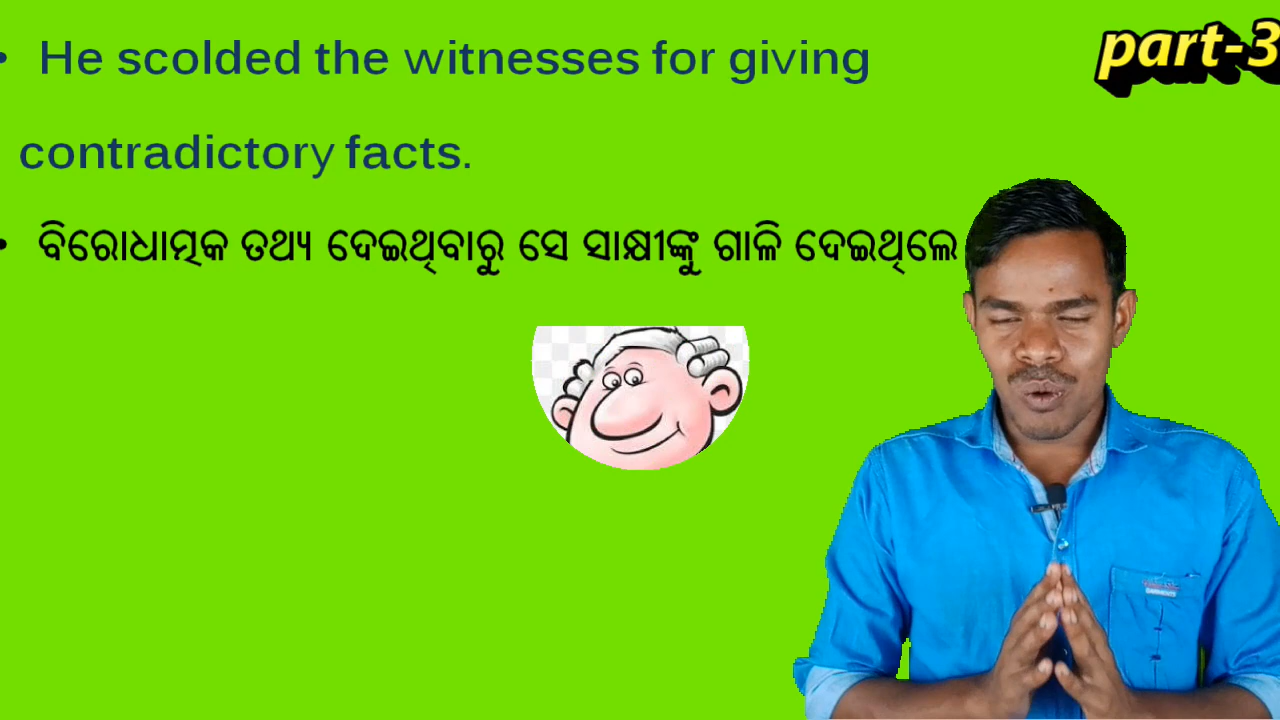 • He scolded the witnesses for giving
contradictory facts.
• ବିରୋଧାତ୍ମକ ତଥ୍ୟ ଦେଇଥିବାରୁ ସେ ସାକ୍ଷୀଙ୍କୁ ଗାଳି ଦେଇଥିଲେ
part-3